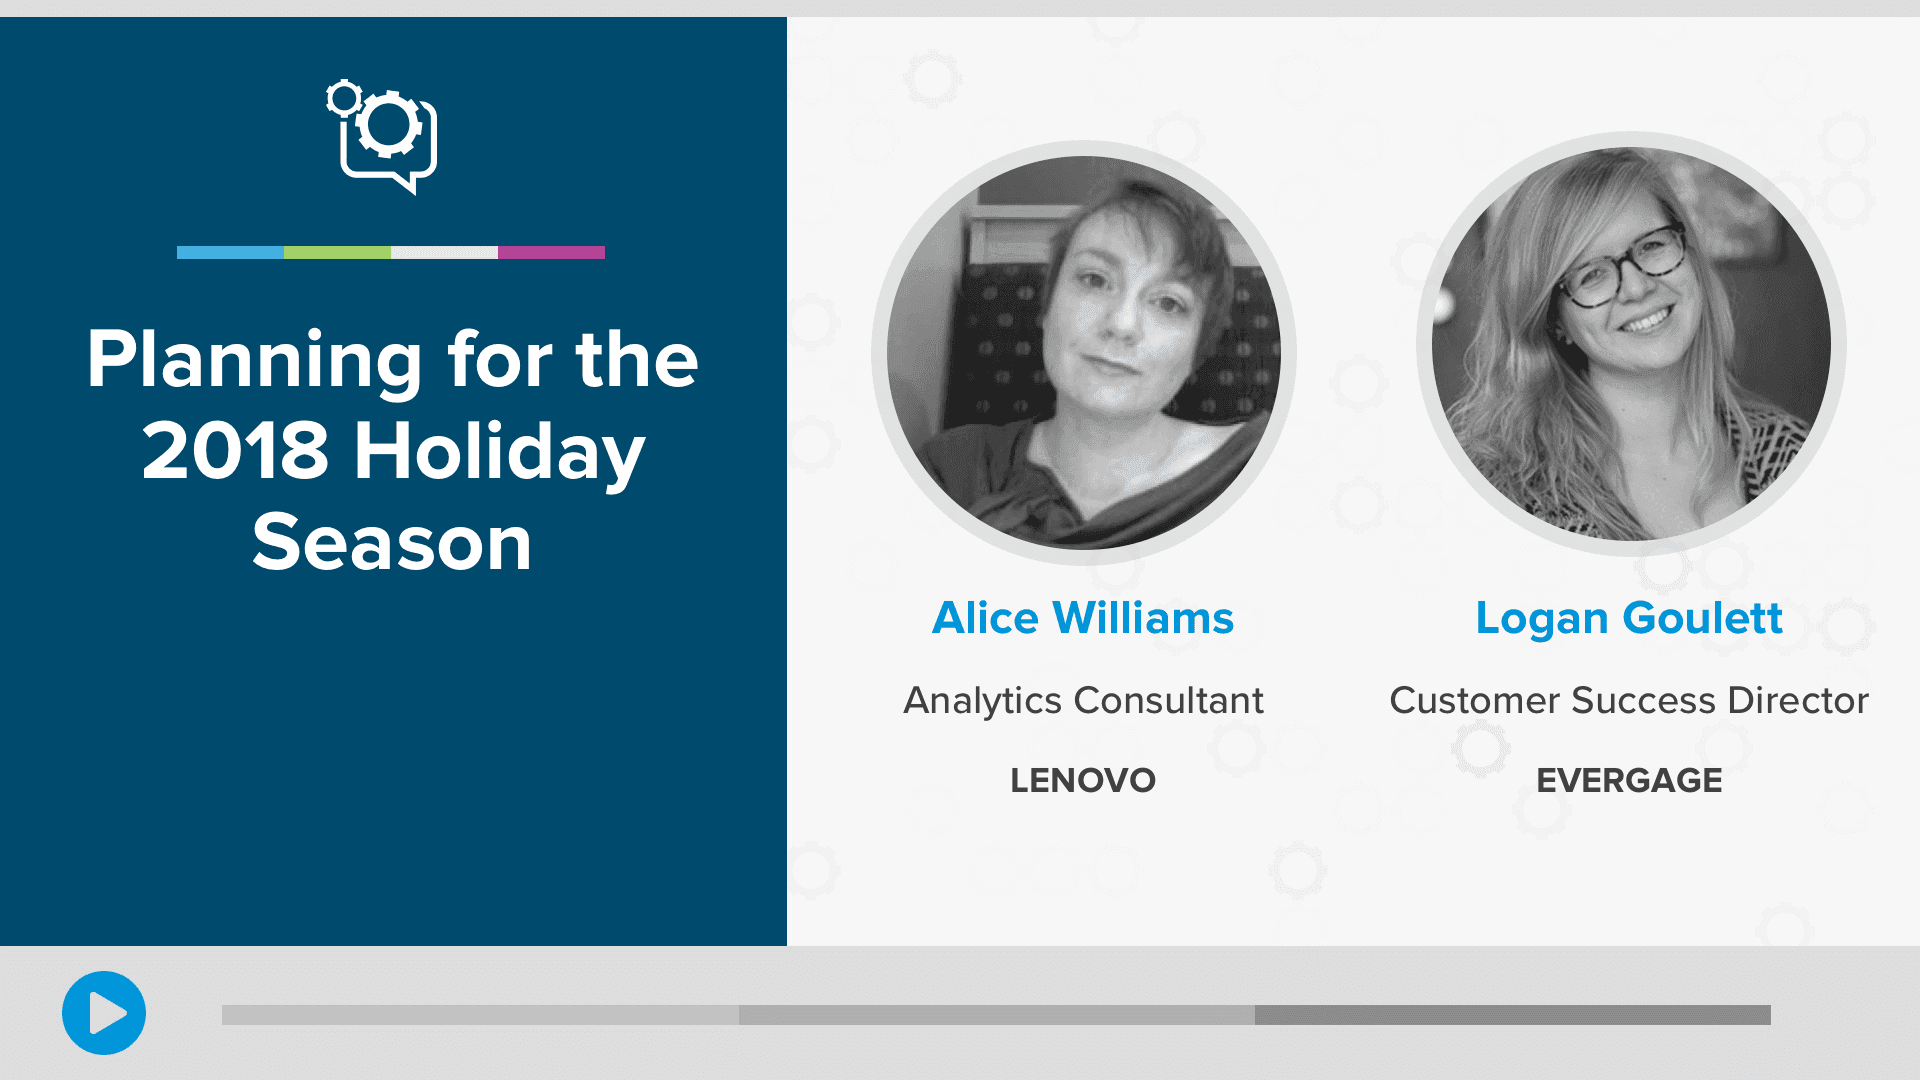 Planning for the
2018 Holiday
Season
Alice Williams
Analytics Consultant
LENOVO
Logan Goulett
Customer Success Director
EVERGAGE